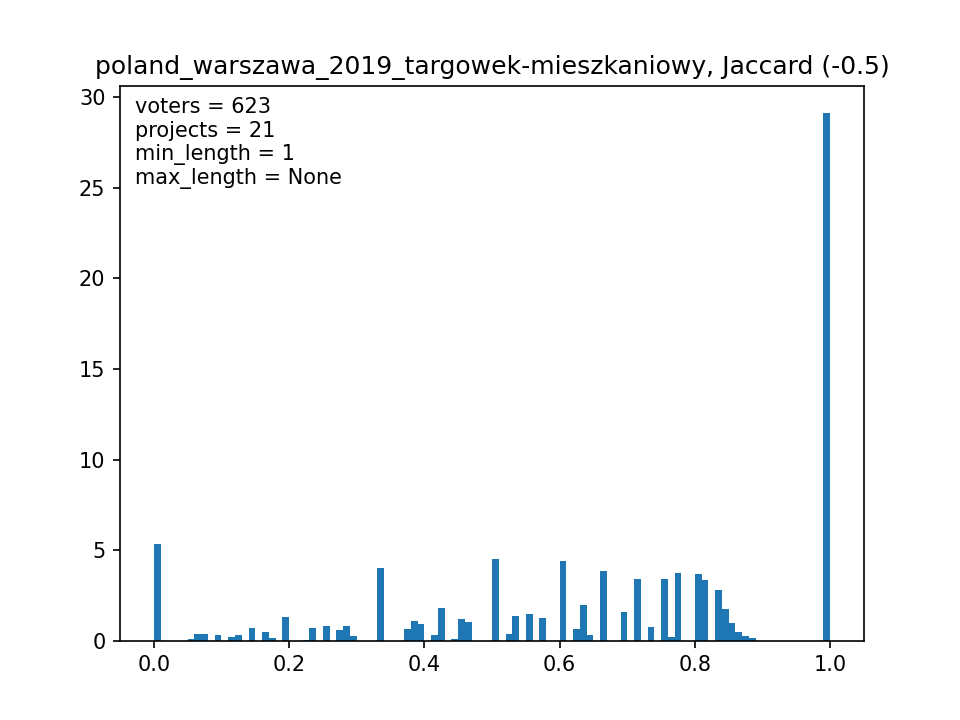 poland_warszawa_2019_targowek-mieszkaniowy, Jaccard (-0.5)
voters = 623
projects = 21
min_length = 1
max_length = None
30
25
20
15
10
5
0
0.0 0.2 0.4 0.6 0.8 1.0